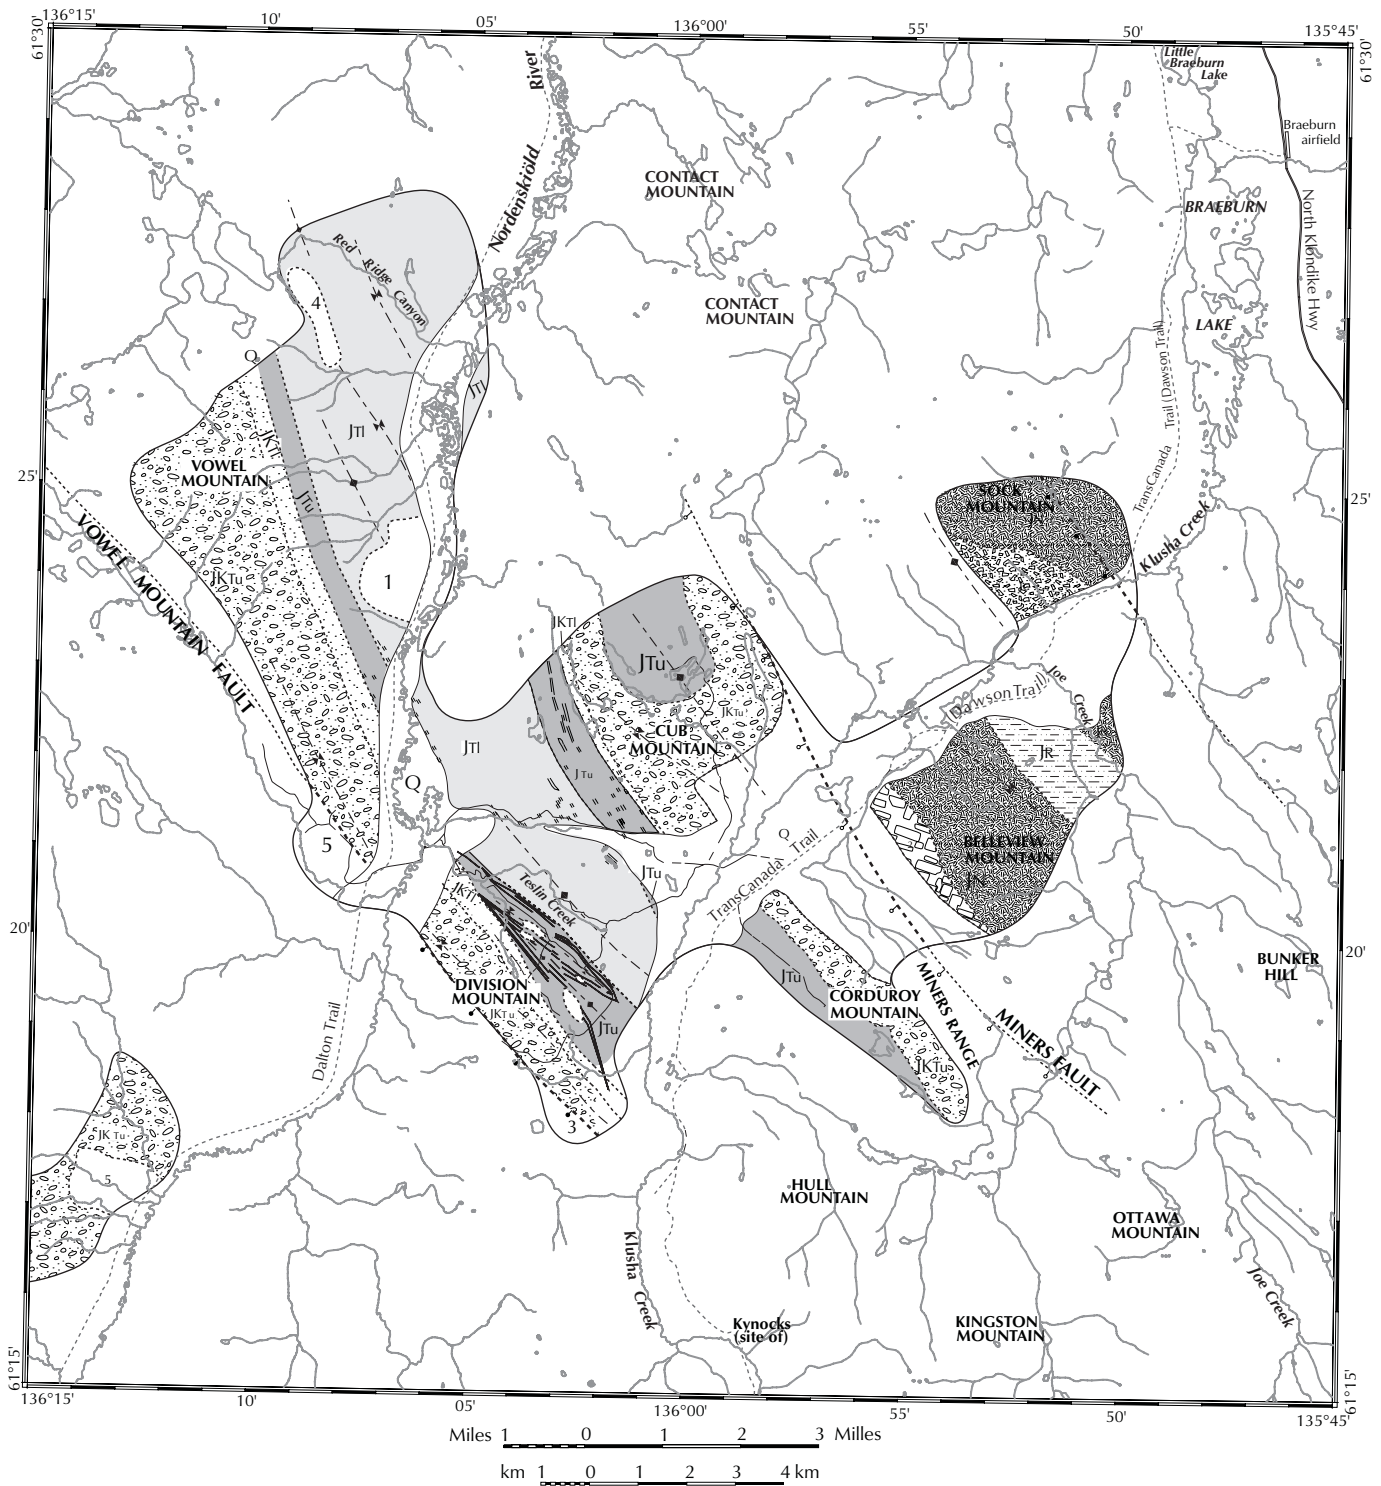 136°15'
10'
05'
136°00'
55'
50'
135°45'
61°30'
61°30'
Little
Braeburn
Lake
River
Braeburn
airfield
Nordenskiöld
CONTACT
MOUNTAIN
BRAEBURN
North Klondike Hwy
Red Ridge Canyon
4
CONTACT
MOUNTAIN
LAKE
Q
JTl
Trail (Dawson Trail)
JTl
JKTl
VOWEL
MOUNTAIN
JTu
TransCanada
25'
25'
SOCK
MOUNTAIN
JN
VOWEL MOUNTAIN FAULT
Klusha Creek
JKTu
1
JKTl
JTu
Joe
Creek
(Dawson Trail)
JKTu
CUB
MOUNTAIN
JTl
JR
JTu
Q
Q
Trail
TransCanada
BELLEVIEW
MOUNTAIN
JN
5
JTu
Teslin Creek
JKTl
20'
20'
BUNKER
HILL
JTu
DIVISION
MOUNTAIN
JKTu
CORDUROY
MOUNTAIN
MINERS RANGE
MINERS FAULT
JTu
Dalton Trail
JKTu
3
JKTu
5
HULL
MOUNTAIN
OTTAWA
MOUNTAIN
Klusha Creek
Joe Creek
Kynocks
(site of)
KINGSTON
MOUNTAIN
61°15'
61°15'
136°15'
10'
05'
136°00'
55'
50'
135°45'
Miles 1 0 1 2 3 Milles
km 1 0 1 2 3 4 km